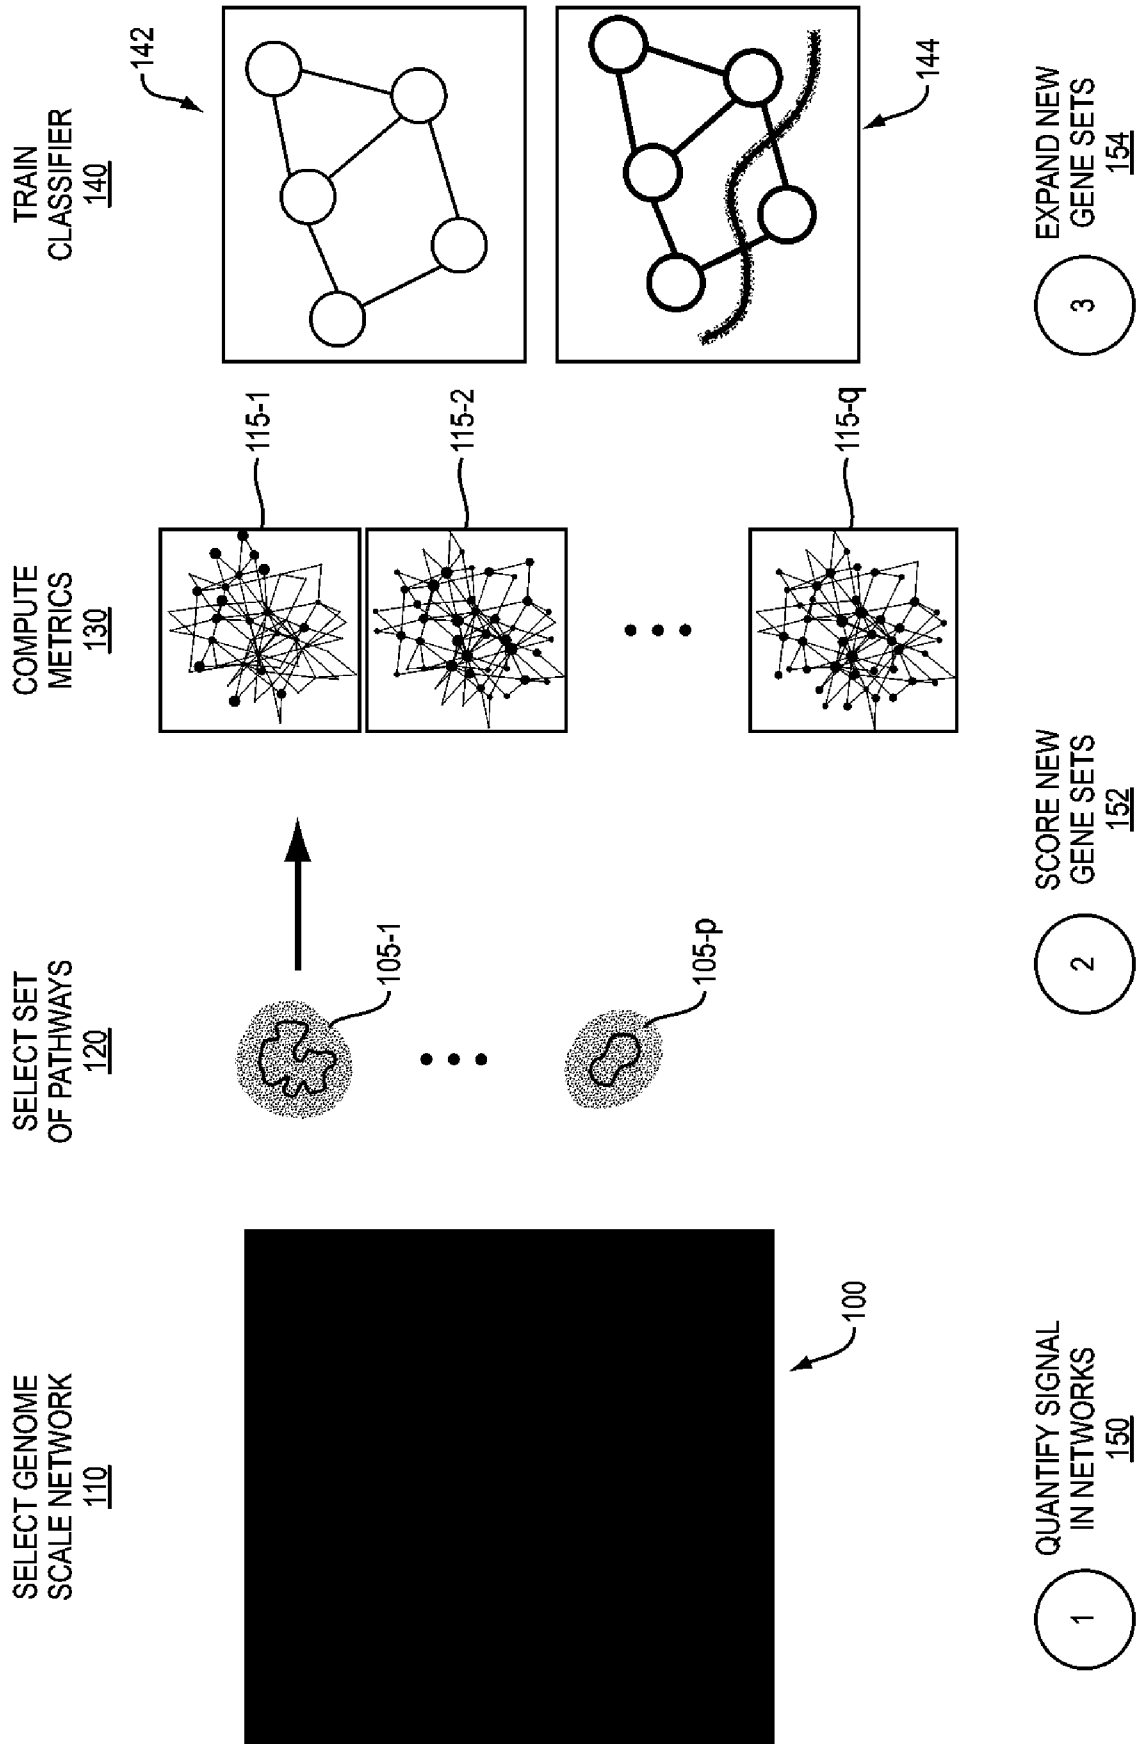 SELECT GENOME
SCALE NETWORK
110
100
SELECT SET
OF PATHWAYS
120
105-1
105-p
COMPUTE
METRICS
130
115-1
115-2
115-q
TRAIN
CLASSIFIER
140
142
144
1
QUANTIFY SIGNAL
IN NETWORKS
150
2
SCORE NEW
GENE SETS
152
3
EXPAND NEW
GENE SETS
154